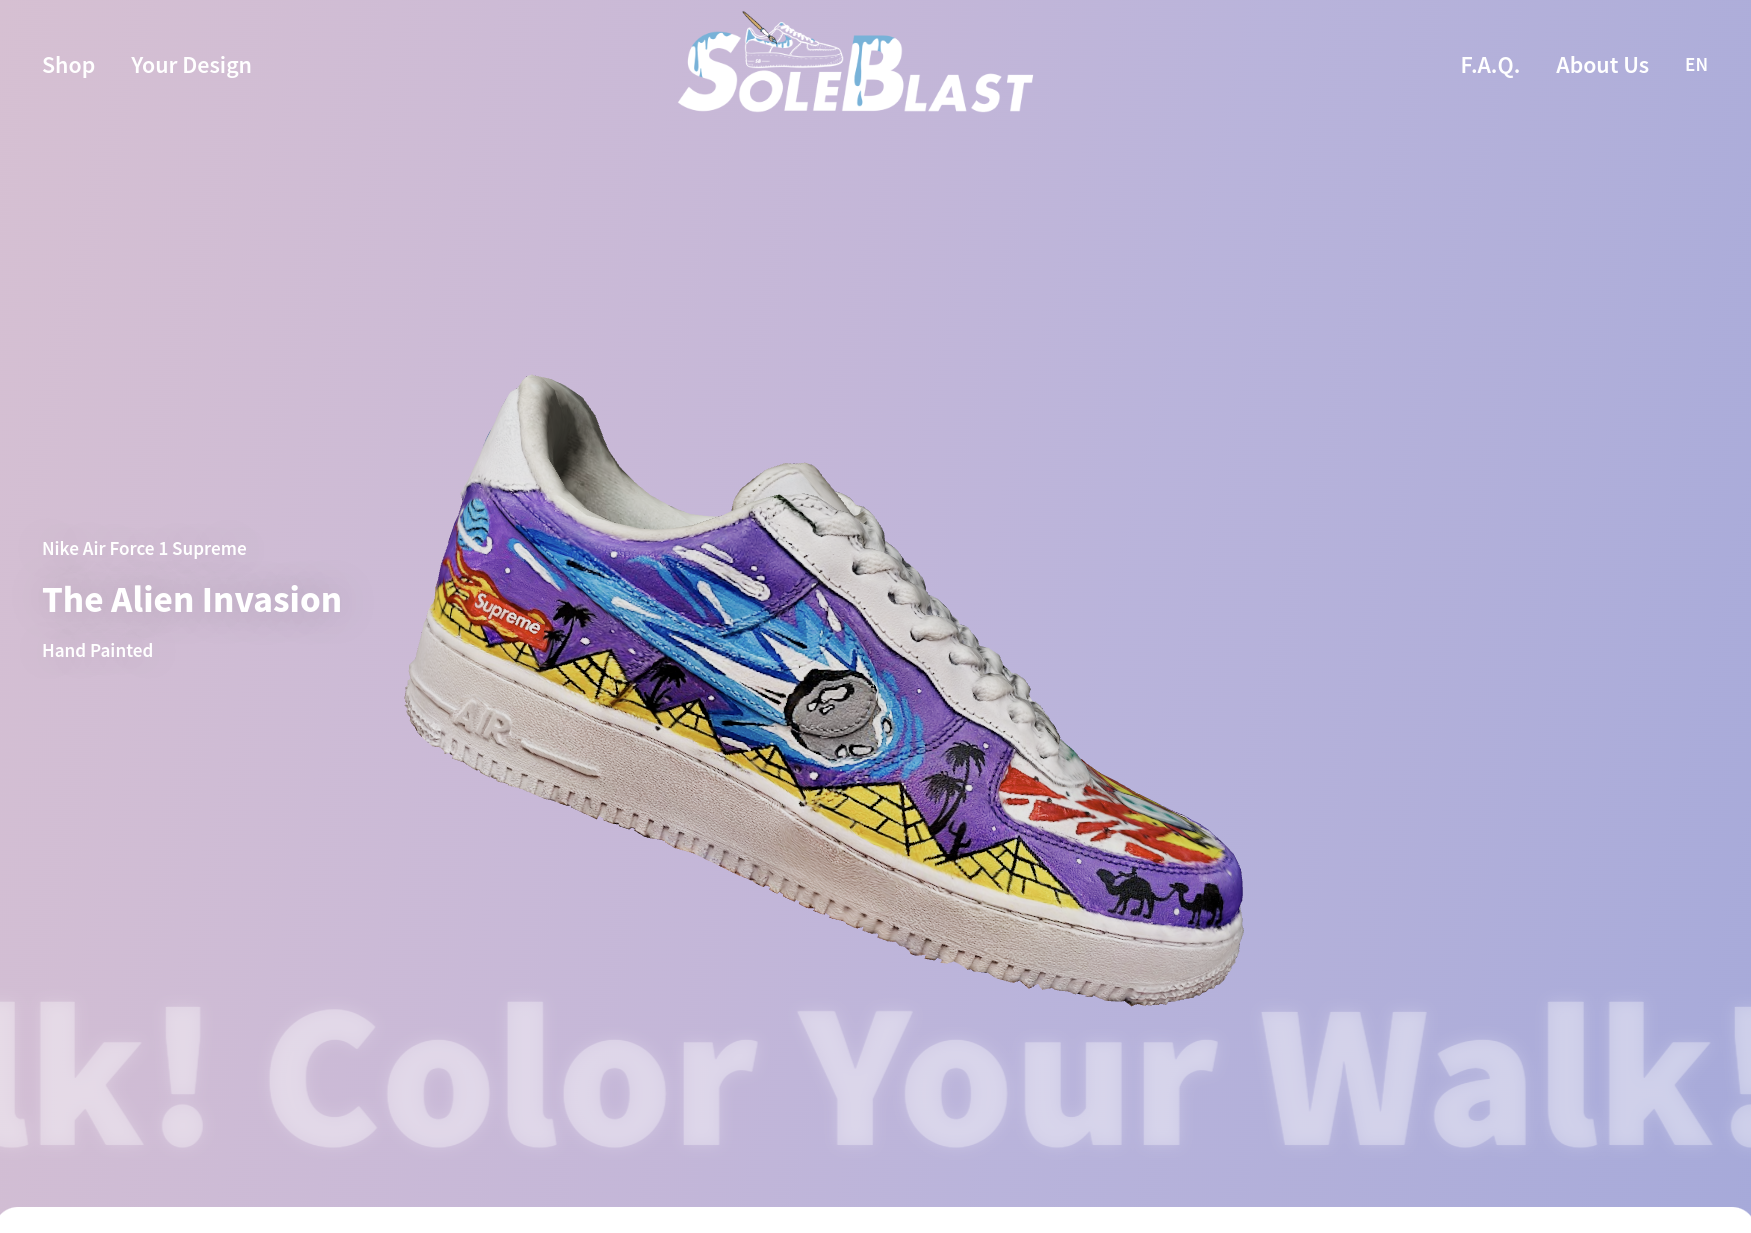 Shop
Your Design
SOLEBLAST
F.A.Q.
About Us
EN
Nike Air Force 1 Supreme
The Alien Invasion
Hand Painted
Supreme
AIR
lk! Color Your Walk!